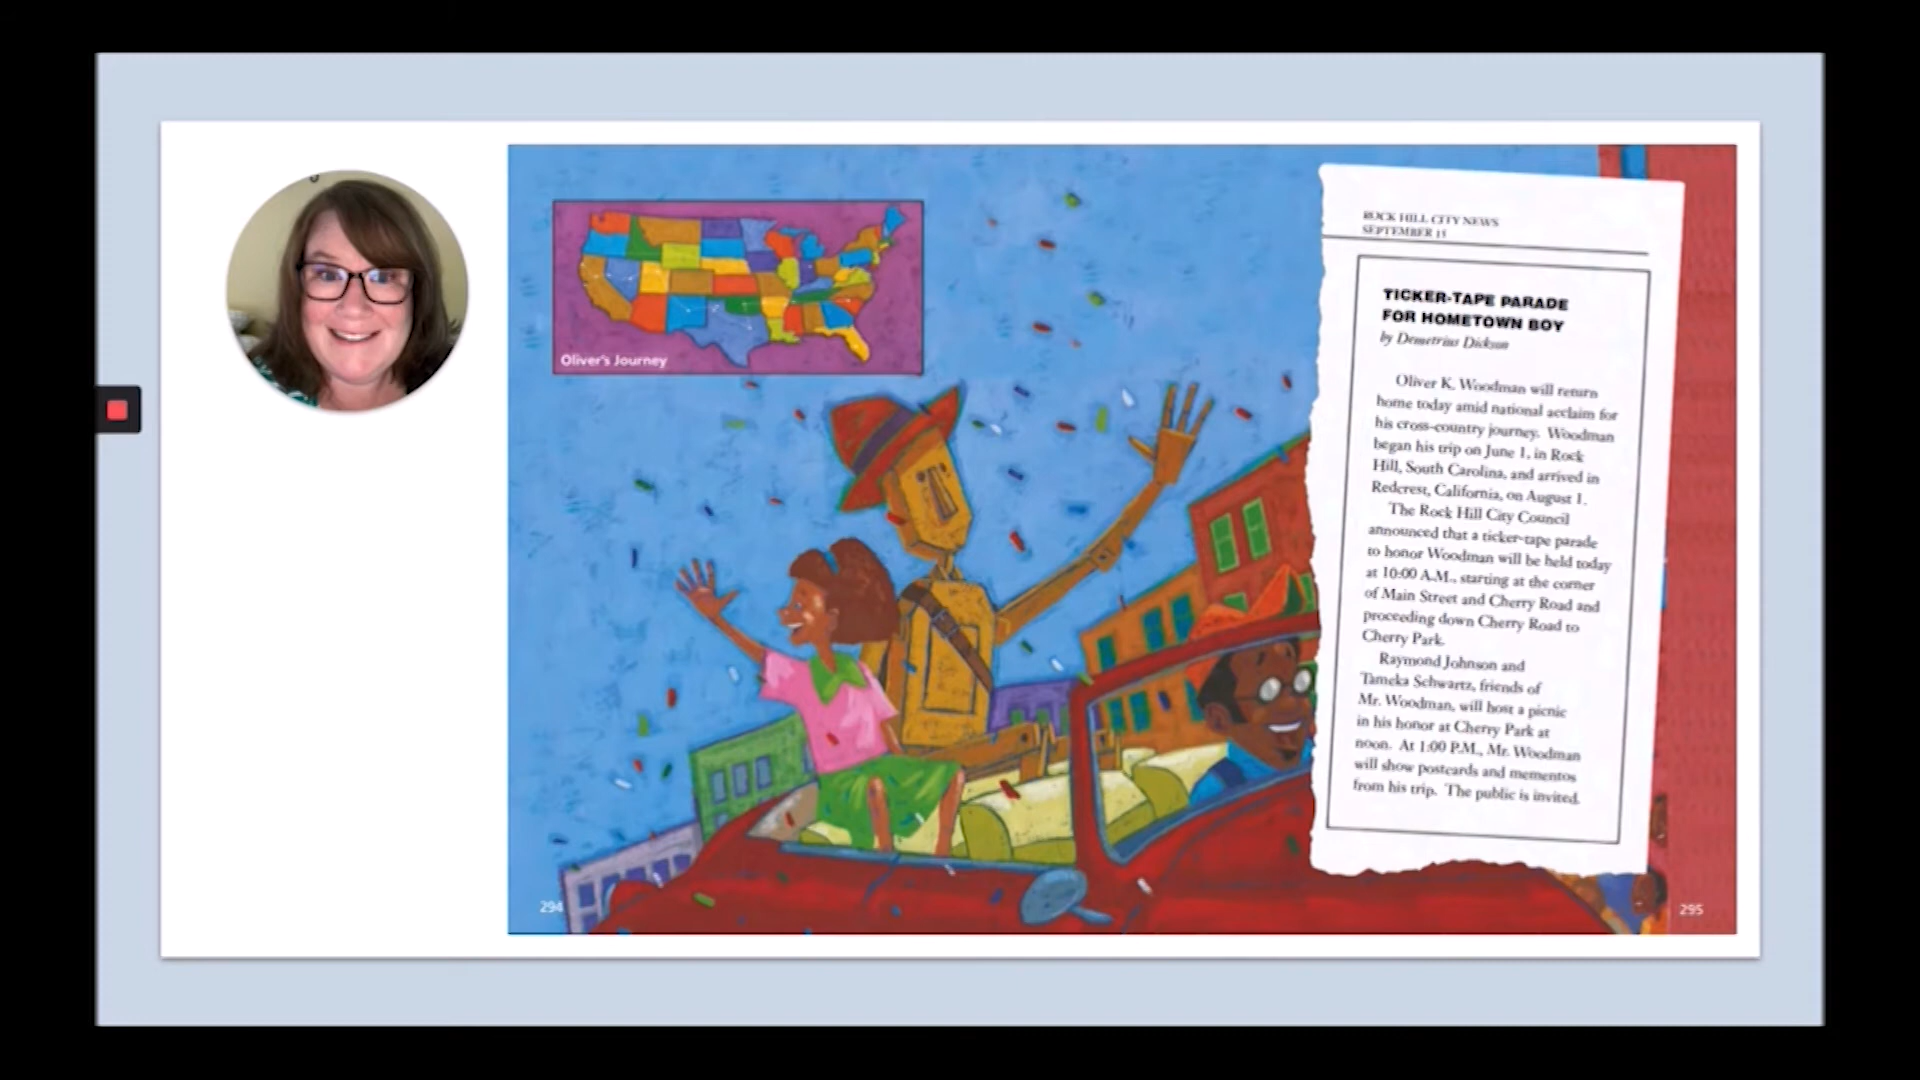 Oliver's Journey
294
ROCK HILL CITY NEWS
SEPTEMBER 15
TICKER-TAPE PARADE
FOR HOMETOWN BOY
by Demetrius Dickson
Oliver K. Woodman will return
home today amid national acclaim for
his cross-country journey. Woodman
began his trip on June 1, in Rock
Hill, South Carolina, and arrived in
Redcrest, California, on August 1.
The Rock Hill City Council
announced that a ticker-tape parade
to honor Woodman will be held today
at 10:00 A.M., starting at the corner
of Main Street and Cherry Road and
proceeding down Cherry Road to
Cherry Park.
Raymond Johnson and
Tameka Schwartz, friends of
Mr. Woodman, will host a picnic
in his honor at Cherry Park at
noon. At 1:00 P.M., Mr. Woodman
will show postcards and mementos
from his trip. The public is invited.
295